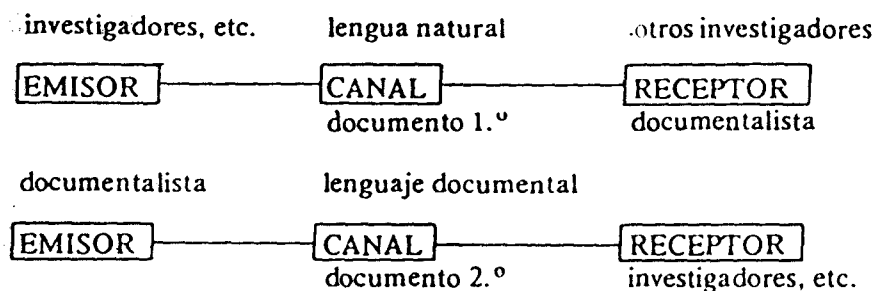 investigadores, etc. lengua natural otros investigadores
EMISOR CANAL RECEPTOR
documento 1.º documentalista
documentalista lenguaje documental
EMISOR CANAL RECEPTOR
documento 2.º investigadores, etc.